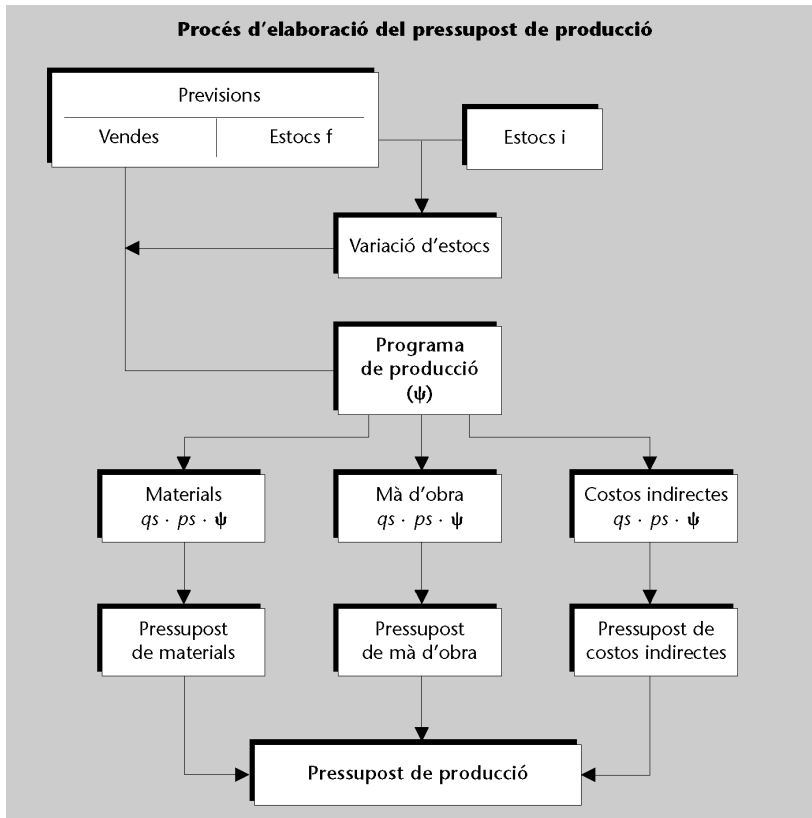 Procés d'elaboració del pressupost de producció
Previsions
Vendes
Estocs f
Estocs i
Variació d'estocs
Programa
de producció
(ψ)
Materials
qs · ps · ψ
Mà d'obra
qs · ps · ψ
Costos indirectes
qs · ps · ψ
Pressupost
de materials
Pressupost
de mà d'obra
Pressupost de
costos indirectes
Pressupost de producció